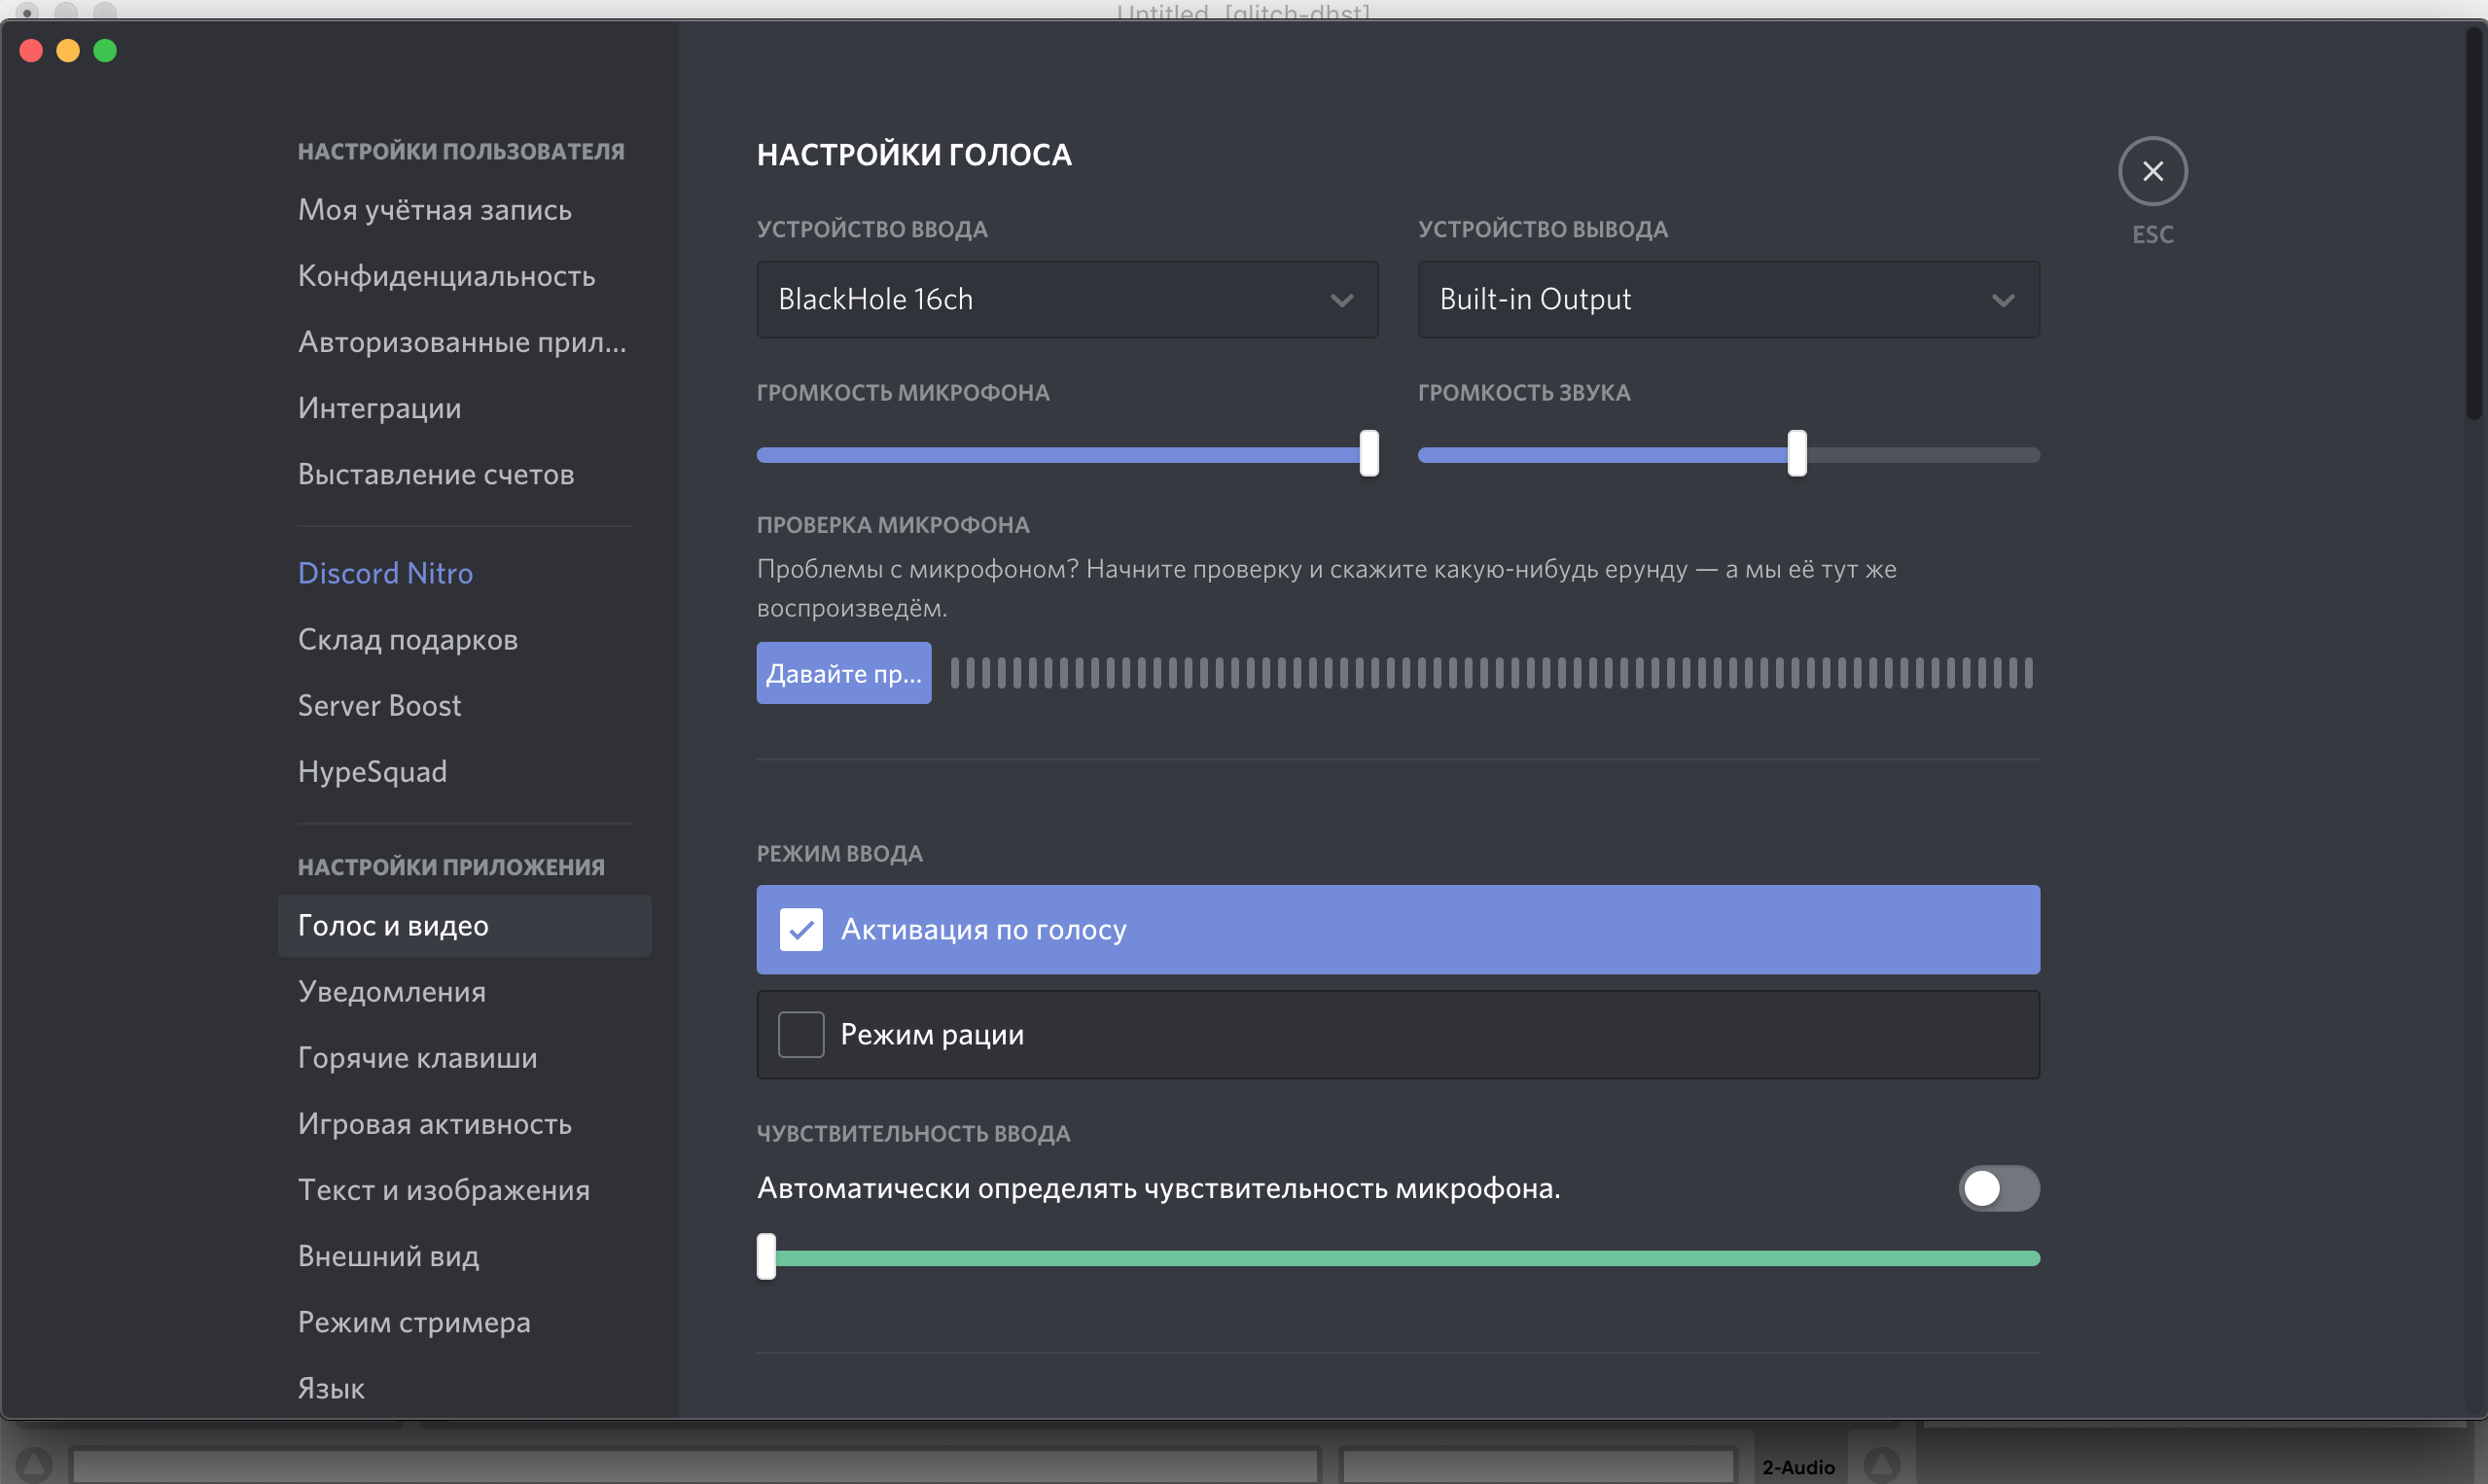 Untitled [glitch-dhst]
НАСТРОЙКИ ПОЛЬЗОВАТЕЛЯ
Моя учётная запись
Конфиденциальность
Авторизованные прил...
Интеграции
Выставление счетов
Discord Nitro
Склад подарков
Server Boost
HypeSquad
НАСТРОЙКИ ПРИЛОЖЕНИЯ
Голос и видео
Уведомления
Горячие клавиши
Игровая активность
Текст и изображения
Внешний вид
Режим стримера
Язык
НАСТРОЙКИ ГОЛОСА
УСТРОЙСТВО ВВОДА
BlackHole 16ch
УСТРОЙСТВО ВЫВОДА
Built-in Output
ГРОМКОСТЬ МИКРОФОНА
ГРОМКОСТЬ ЗВУКА
ПРОВЕРКА МИКРОФОНА
Проблемы с микрофоном? Начните проверку и скажите какую-нибудь ерунду — а мы её тут же
воспроизведём.
Давайте пр...
РЕЖИМ ВВОДА
Активация по голосу
Режим рации
ЧУВСТВИТЕЛЬНОСТЬ ВВОДА
Автоматически определять чувствительность микрофона.
ESC
2-Audio